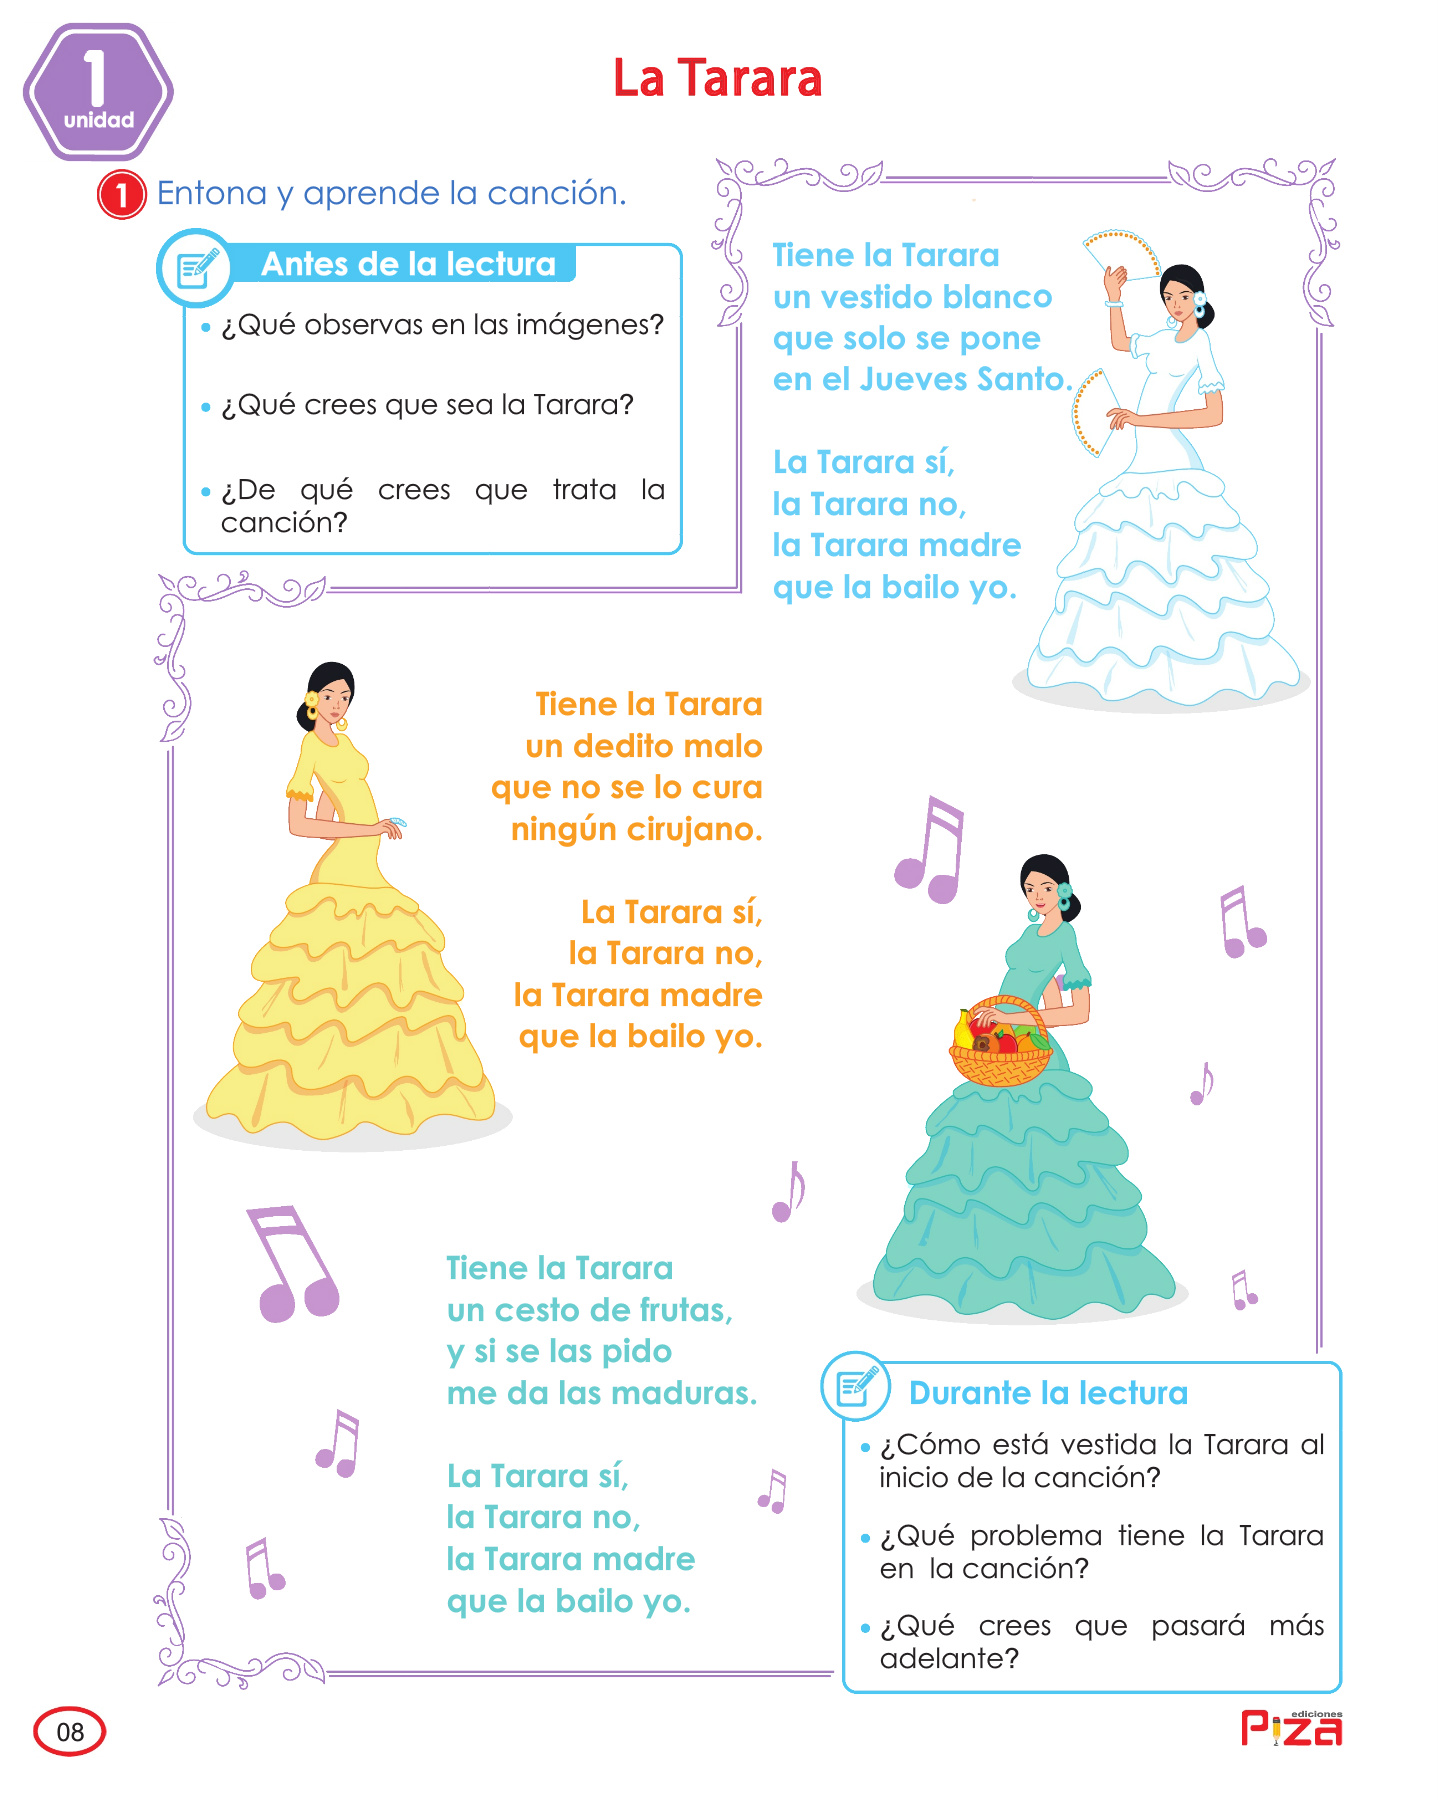 1
unidad
La Tarara
1 Entona y aprende la canción.
Antes de la lectura
• ¿Qué observas en las imágenes?
• ¿Qué crees que sea la Tarara?
• ¿De qué crees que trata la
canción?
Tiene la Tarara
un vestido blanco
que solo se pone
en el Jueves Santo.
La Tarara sí,
la Tarara no,
la Tarara madre
que la bailo yo.
Tiene la Tarara
un dedito malo
que no se lo cura
ningún cirujano.
La Tarara sí,
la Tarara no,
la Tarara madre
que la bailo yo.
Tiene la Tarara
un cesto de frutas,
y si se las pido
me da las maduras.
La Tarara sí,
la Tarara no,
la Tarara madre
que la bailo yo.
Durante la lectura
• ¿Cómo está vestida la Tarara al
inicio de la canción?
• ¿Qué problema tiene la Tarara
en la canción?
• ¿Qué crees que pasará más
adelante?
08
ediciones
Piza